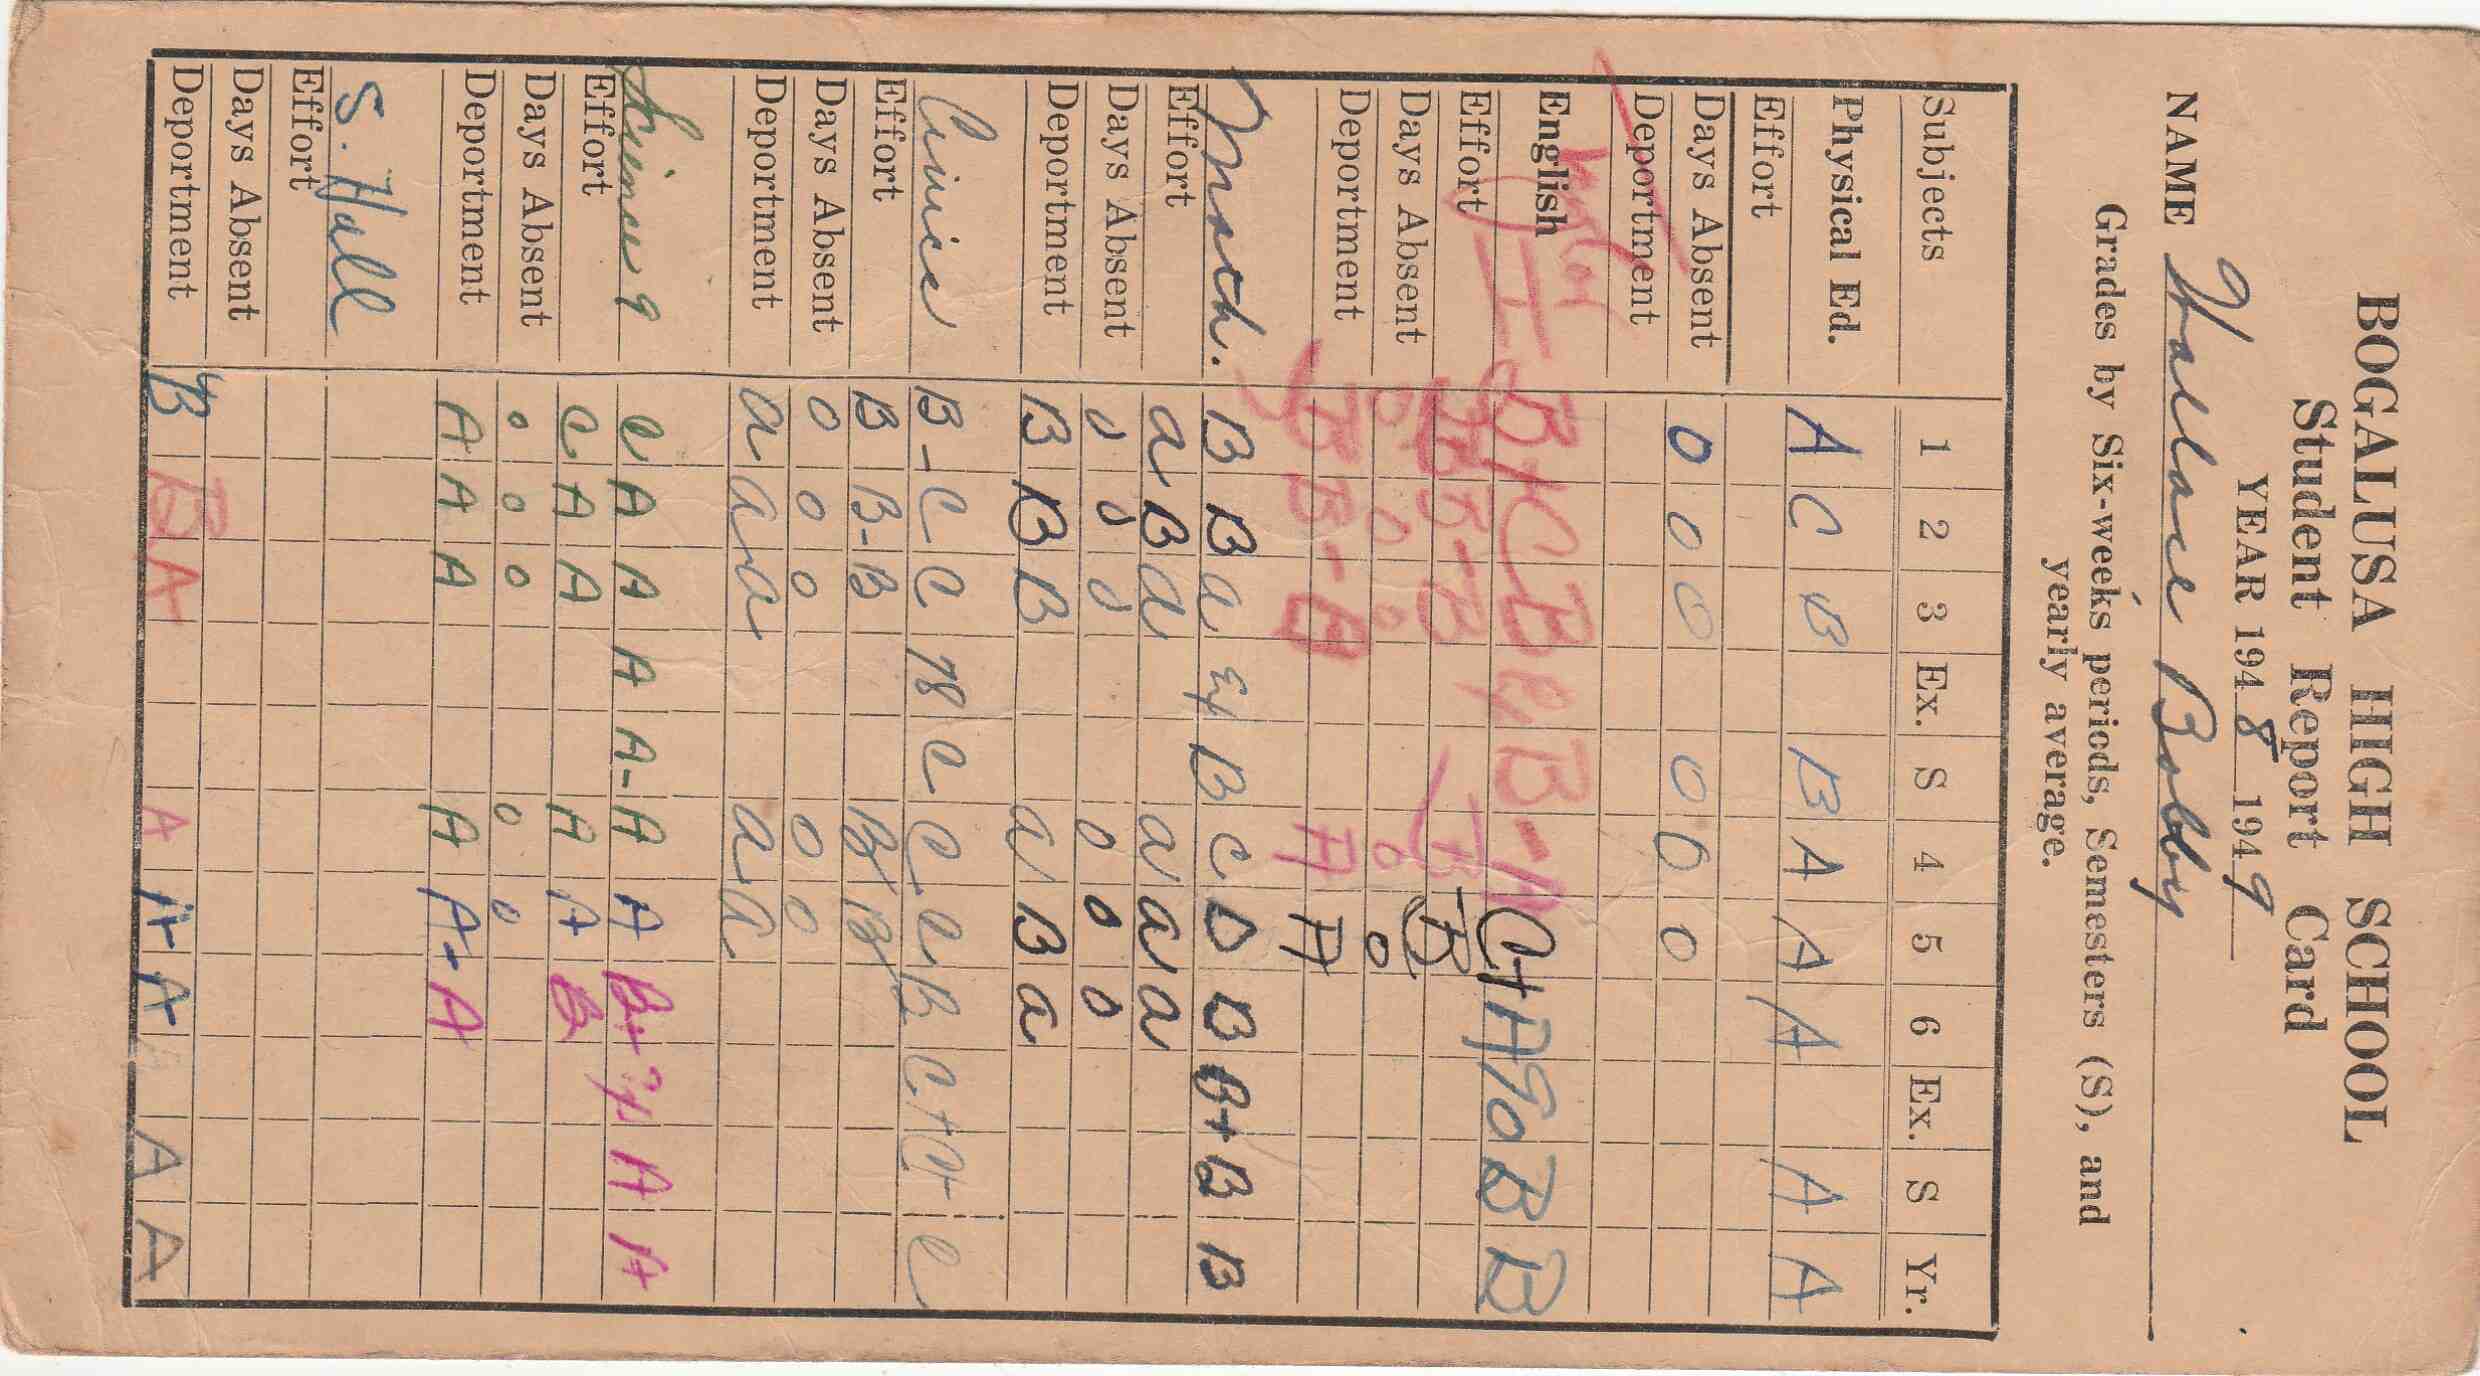 BOGALUSA HIGH SCHOOL
Student Report Card
YEAR 1948 1949
NAME Wallace Bobby
Grades by Six-weeks periods, Semesters (S), and
yearly average.
Subjects 1 2 3 Ex. S 4 5 6 Ex. S Yr.
Physical Ed. A C B B A A A A A
Effort
Days Absent 0 0 0 0 0 0
Deportment
English I B+ C B Ex B- A C+ A 90 B B
Effort B B- B B B
Days Absent 0 0 0 0 0
Deportment B B- B A A
Math. B B a Ex B C D B B+ B B
Effort a B a a a a
Days Absent 0 0 0 0 0 0
Deportment B B B a B a
Civics B- C C 78 C C C B C+ C+ C
Effort B B- B B B
Days Absent 0 0 0 0 0
Deportment a a a a a
Science 9 C A A A A- A A B+ Ex A A
Effort C A A A A B
Days Absent 0 0 0 0 0
Deportment A A A A A- A
S. Hall
Effort
Days Absent
Deportment B B A A A A A A